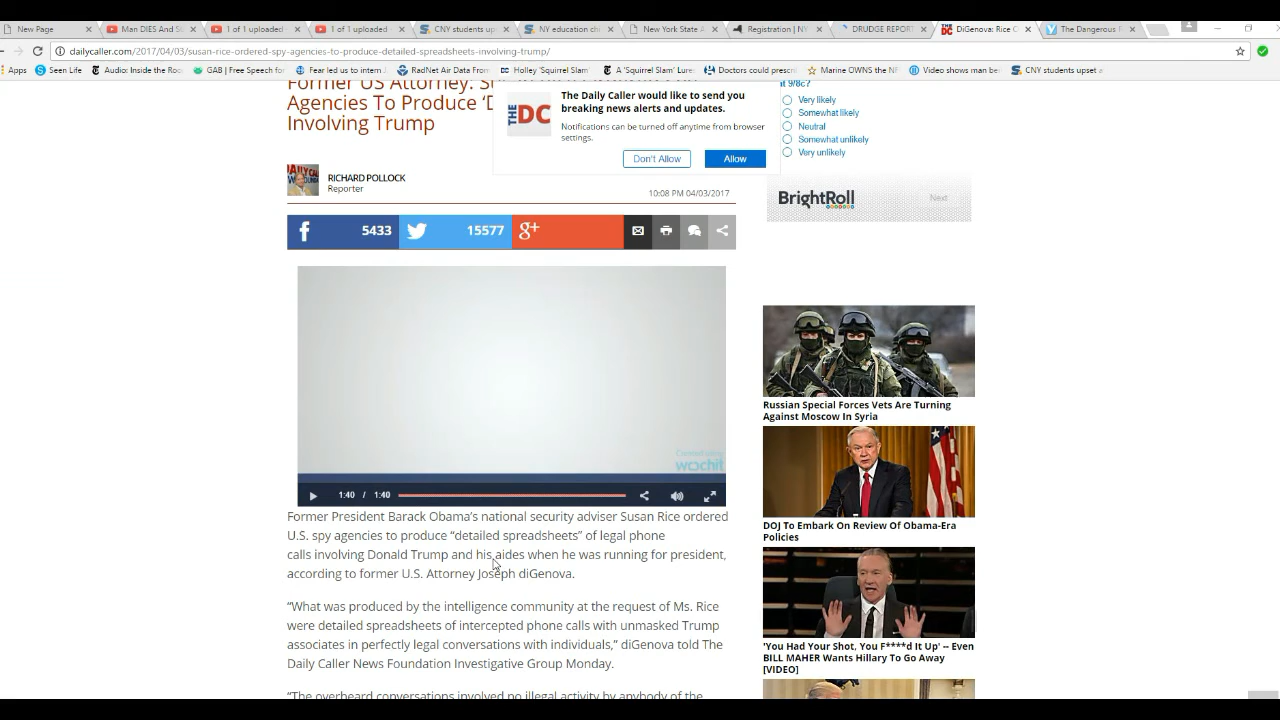 New Page
Man DIES And So
1 of 1 uploaded
1 of 1 uploaded
CNY students up
NY education ch
New York State A
Registration | NY
DRUDGE REPORT
DiGenova: Rice O
The Dangerous F
dailycaller.com/2017/04/03/susan-rice-ordered-spy-agencies-to-produce-detailed-spreadsheets-involving-trump/
Apps
Seen Life
Audio: Inside the Roo
GAB | Free Speech for
Fear led us to intern J
RadNet Air Data From
Holley 'Squirrel Slam'
A 'Squirrel Slam' Lures
Doctors could prescri
Marine OWNS the NF
Video shows man be
CNY students upset
Former US Attorney: Su
Agencies To Produce 'D
Involving Trump
The Daily Caller would like to send you
breaking news alerts and updates.
Notifications can be turned off anytime from browser
settings.
Don't Allow
Allow
THE DC
at 9/8c?
Very likely
Somewhat likely
Neutral
Somewhat unlikely
Very unlikely
BrightRoll
Next
RICHARD POLLOCK
Reporter
10:08 PM 04/03/2017
5433
15577
g+
wochit
1:40 / 1:40
Former President Barack Obama's national security adviser Susan Rice ordered
U.S. spy agencies to produce “detailed spreadsheets” of legal phone
calls involving Donald Trump and his aides when he was running for president,
according to former U.S. Attorney Joseph diGenova.
“What was produced by the intelligence community at the request of Ms. Rice
were detailed spreadsheets of intercepted phone calls with unmasked Trump
associates in perfectly legal conversations with individuals,” diGenova told The
Daily Caller News Foundation Investigative Group Monday.
“The overheard conversations involved no illegal activity by anybody of the
Russian Special Forces Vets Are Turning
Against Moscow In Syria
DOJ To Embark On Review Of Obama-Era
Policies
'You Had Your Shot, You F****d It Up' -- Even
BILL MAHER Wants Hillary To Go Away
[VIDEO]